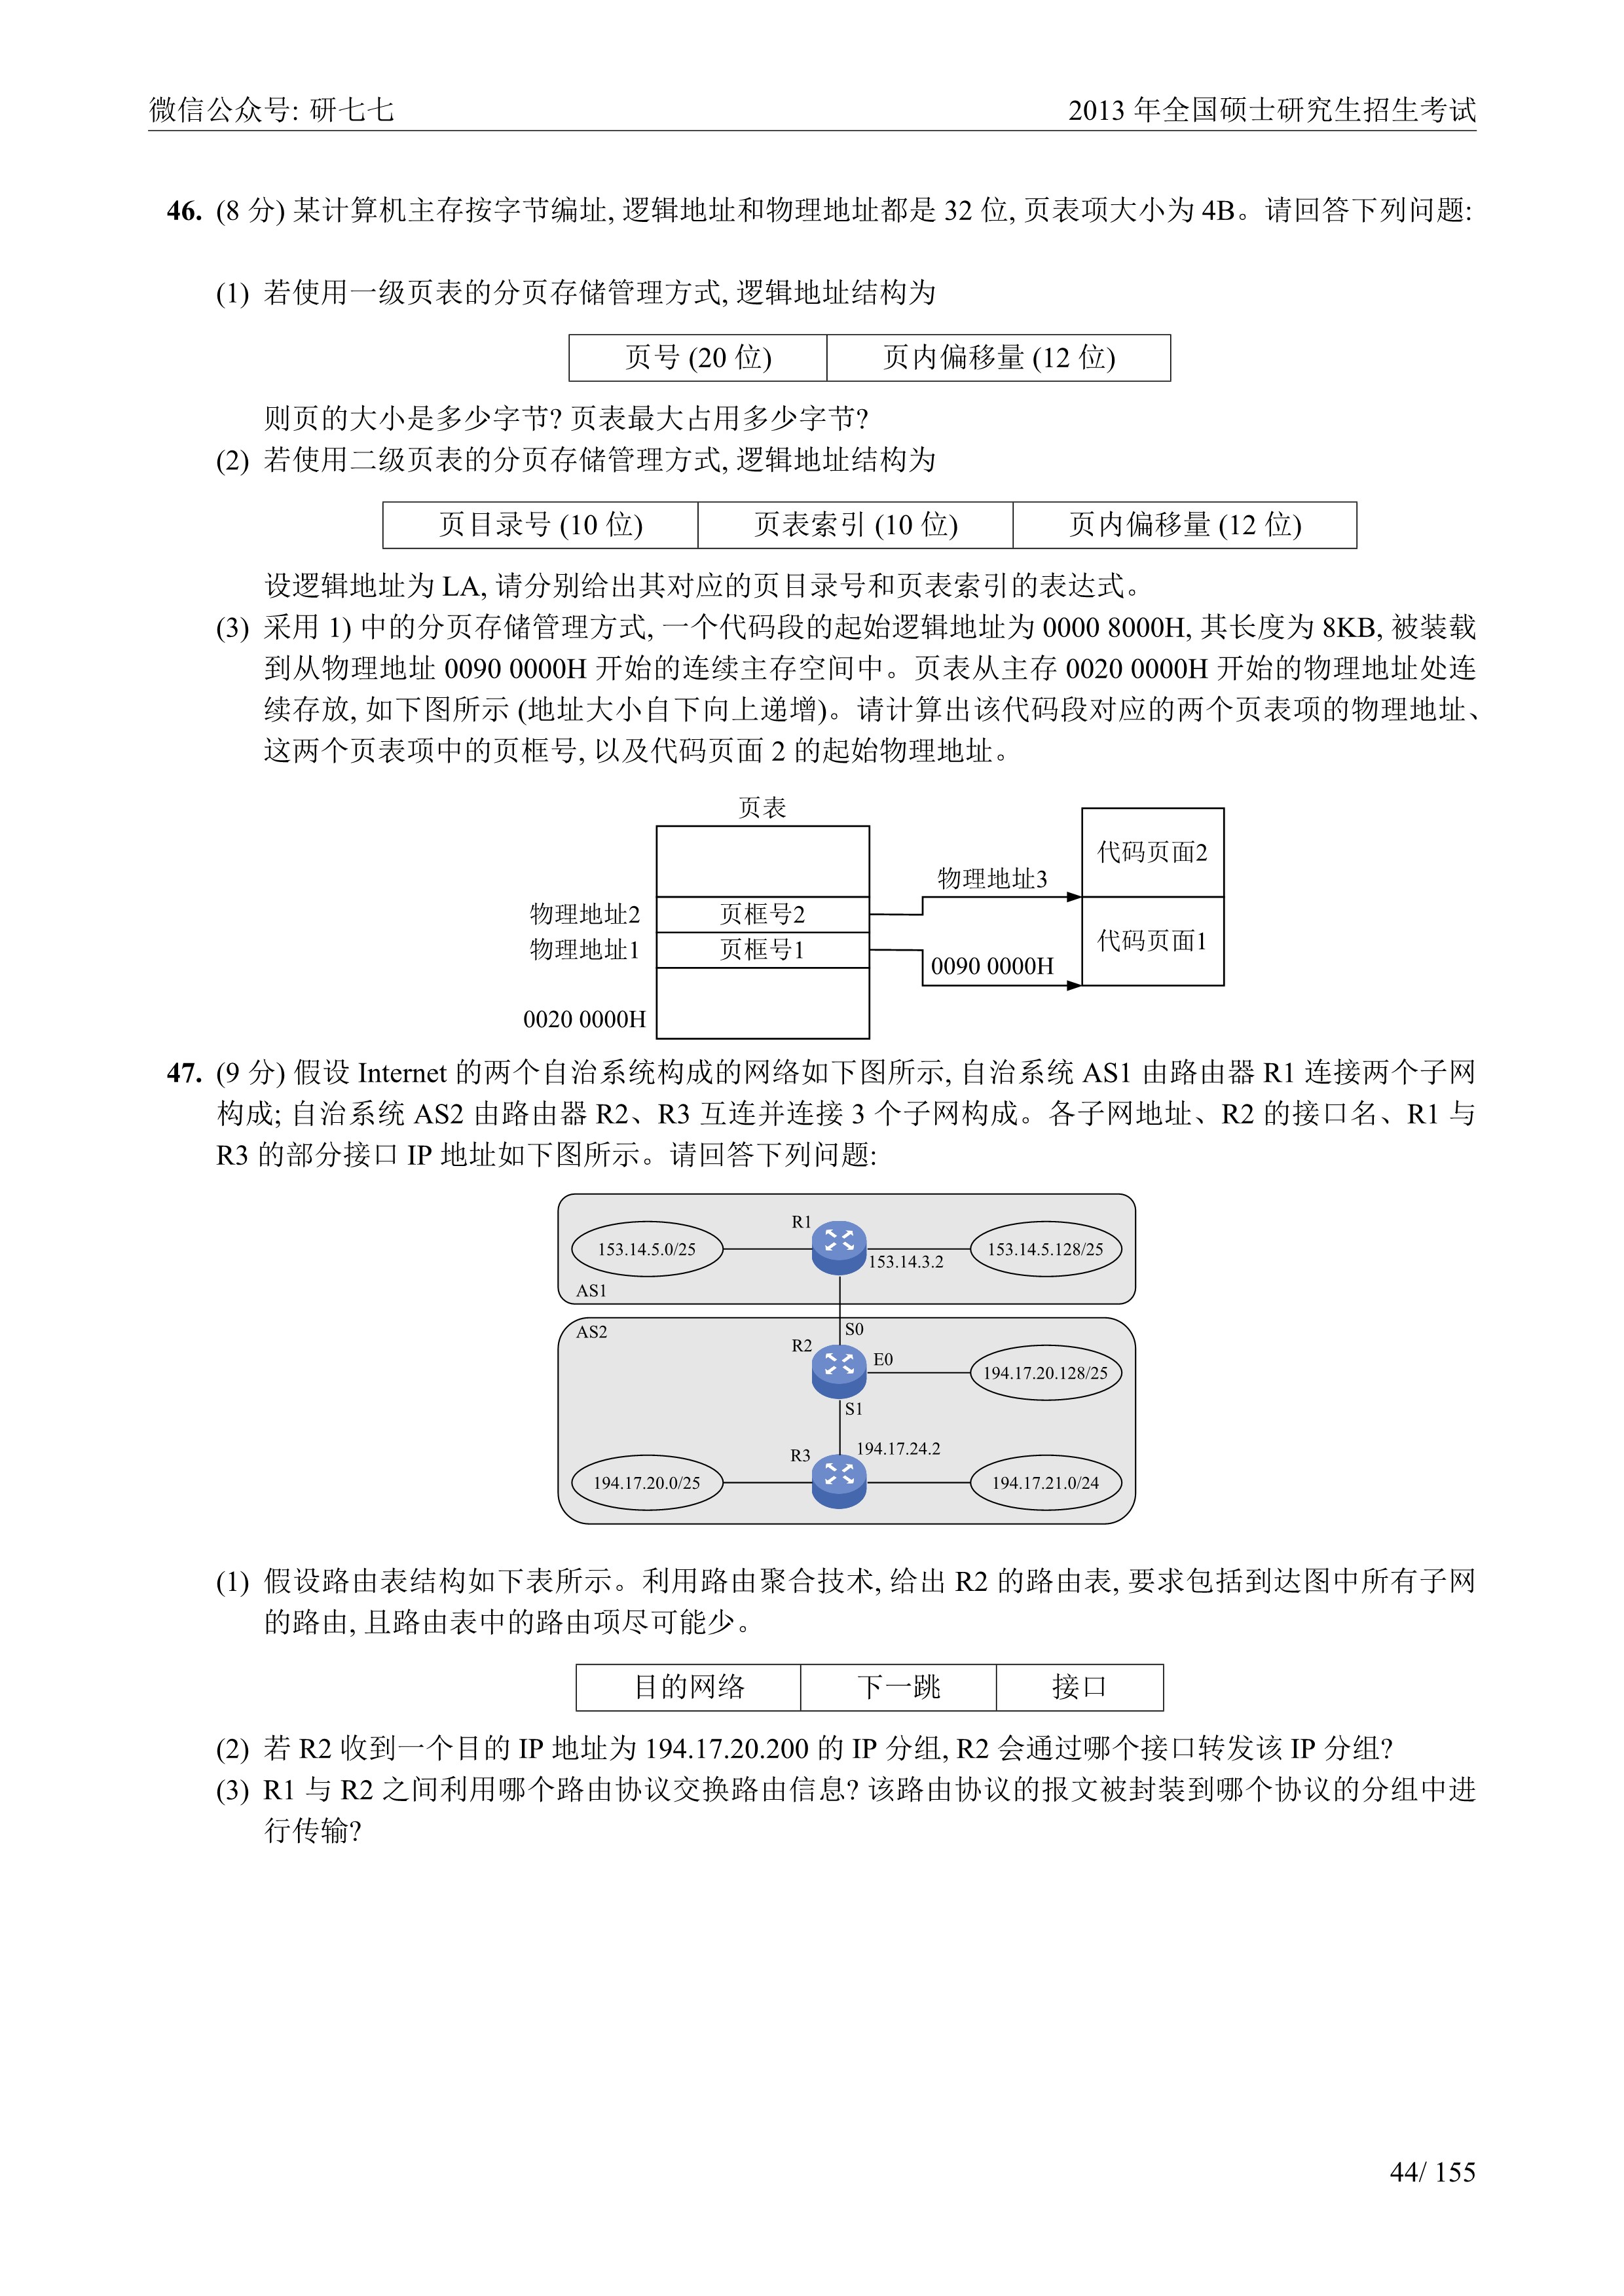 微信公众号: 研七七
2013 年全国硕士研究生招生考试
46. (8 分) 某计算机主存按字节编址, 逻辑地址和物理地址都是 32 位, 页表项大小为 4B。请回答下列问题:
(1) 若使用一级页表的分页存储管理方式, 逻辑地址结构为
页号 (20 位) 页内偏移量 (12 位)
则页的大小是多少字节? 页表最大占用多少字节?
(2) 若使用二级页表的分页存储管理方式, 逻辑地址结构为
页目录号 (10 位) 页表索引 (10 位) 页内偏移量 (12 位)
设逻辑地址为 LA, 请分别给出其对应的页目录号和页表索引的表达式。
(3) 采用 1) 中的分页存储管理方式, 一个代码段的起始逻辑地址为 0000 8000H, 其长度为 8KB, 被装载
到从物理地址 0090 0000H 开始的连续主存空间中。页表从主存 0020 0000H 开始的物理地址处连
续存放, 如下图所示 (地址大小自下向上递增)。请计算出该代码段对应的两个页表项的物理地址、
这两个页表项中的页框号, 以及代码页面 2 的起始物理地址。
页表
代码页面2
物理地址3
物理地址2 页框号2
物理地址1 页框号1
代码页面1
0090 0000H
0020 0000H
47. (9 分) 假设 Internet 的两个自治系统构成的网络如下图所示, 自治系统 AS1 由路由器 R1 连接两个子网
构成; 自治系统 AS2 由路由器 R2、R3 互连并连接 3 个子网构成。各子网地址、R2 的接口名、R1 与
R3 的部分接口 IP 地址如下图所示。请回答下列问题:
R1
153.14.5.0/25
153.14.5.128/25
153.14.3.2
AS1
AS2
S0
R2
E0
194.17.20.128/25
S1
194.17.24.2
R3
194.17.20.0/25
194.17.21.0/24
(1) 假设路由表结构如下表所示。利用路由聚合技术, 给出 R2 的路由表, 要求包括到达图中所有子网
的路由, 且路由表中的路由项尽可能少。
目的网络 下一跳 接口
(2) 若 R2 收到一个目的 IP 地址为 194.17.20.200 的 IP 分组, R2 会通过哪个接口转发该 IP 分组?
(3) R1 与 R2 之间利用哪个路由协议交换路由信息? 该路由协议的报文被封装到哪个协议的分组中进
行传输?
44/ 155